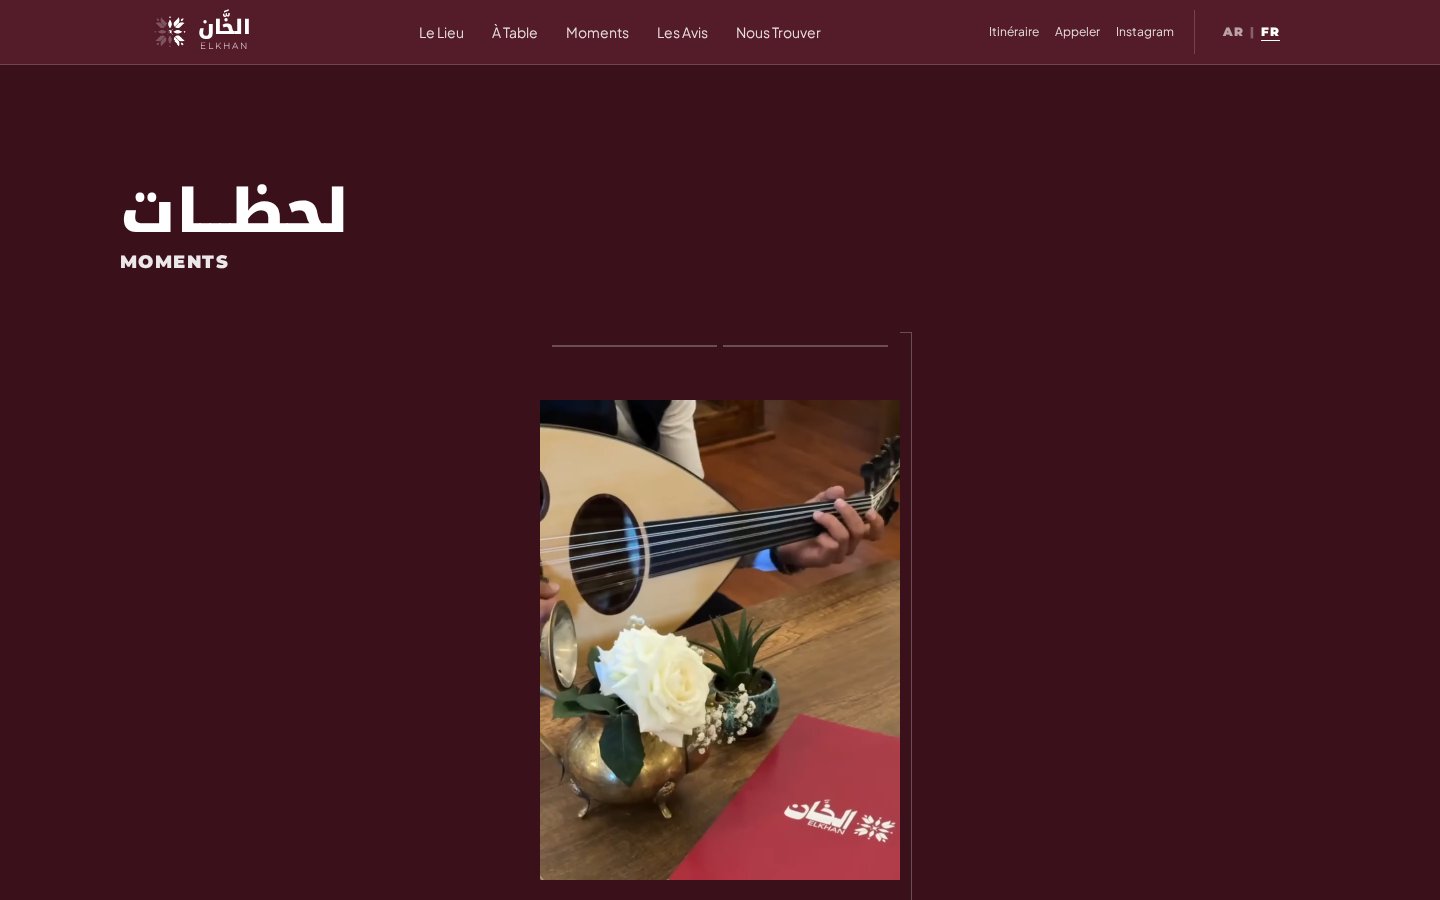 الخَّان
ELKHAN
Le Lieu
À Table
Moments
Les Avis
Nous Trouver
Itinéraire
Appeler
Instagram
AR | FR
لحظــات
MOMENTS
الخَّان
ELKHAN